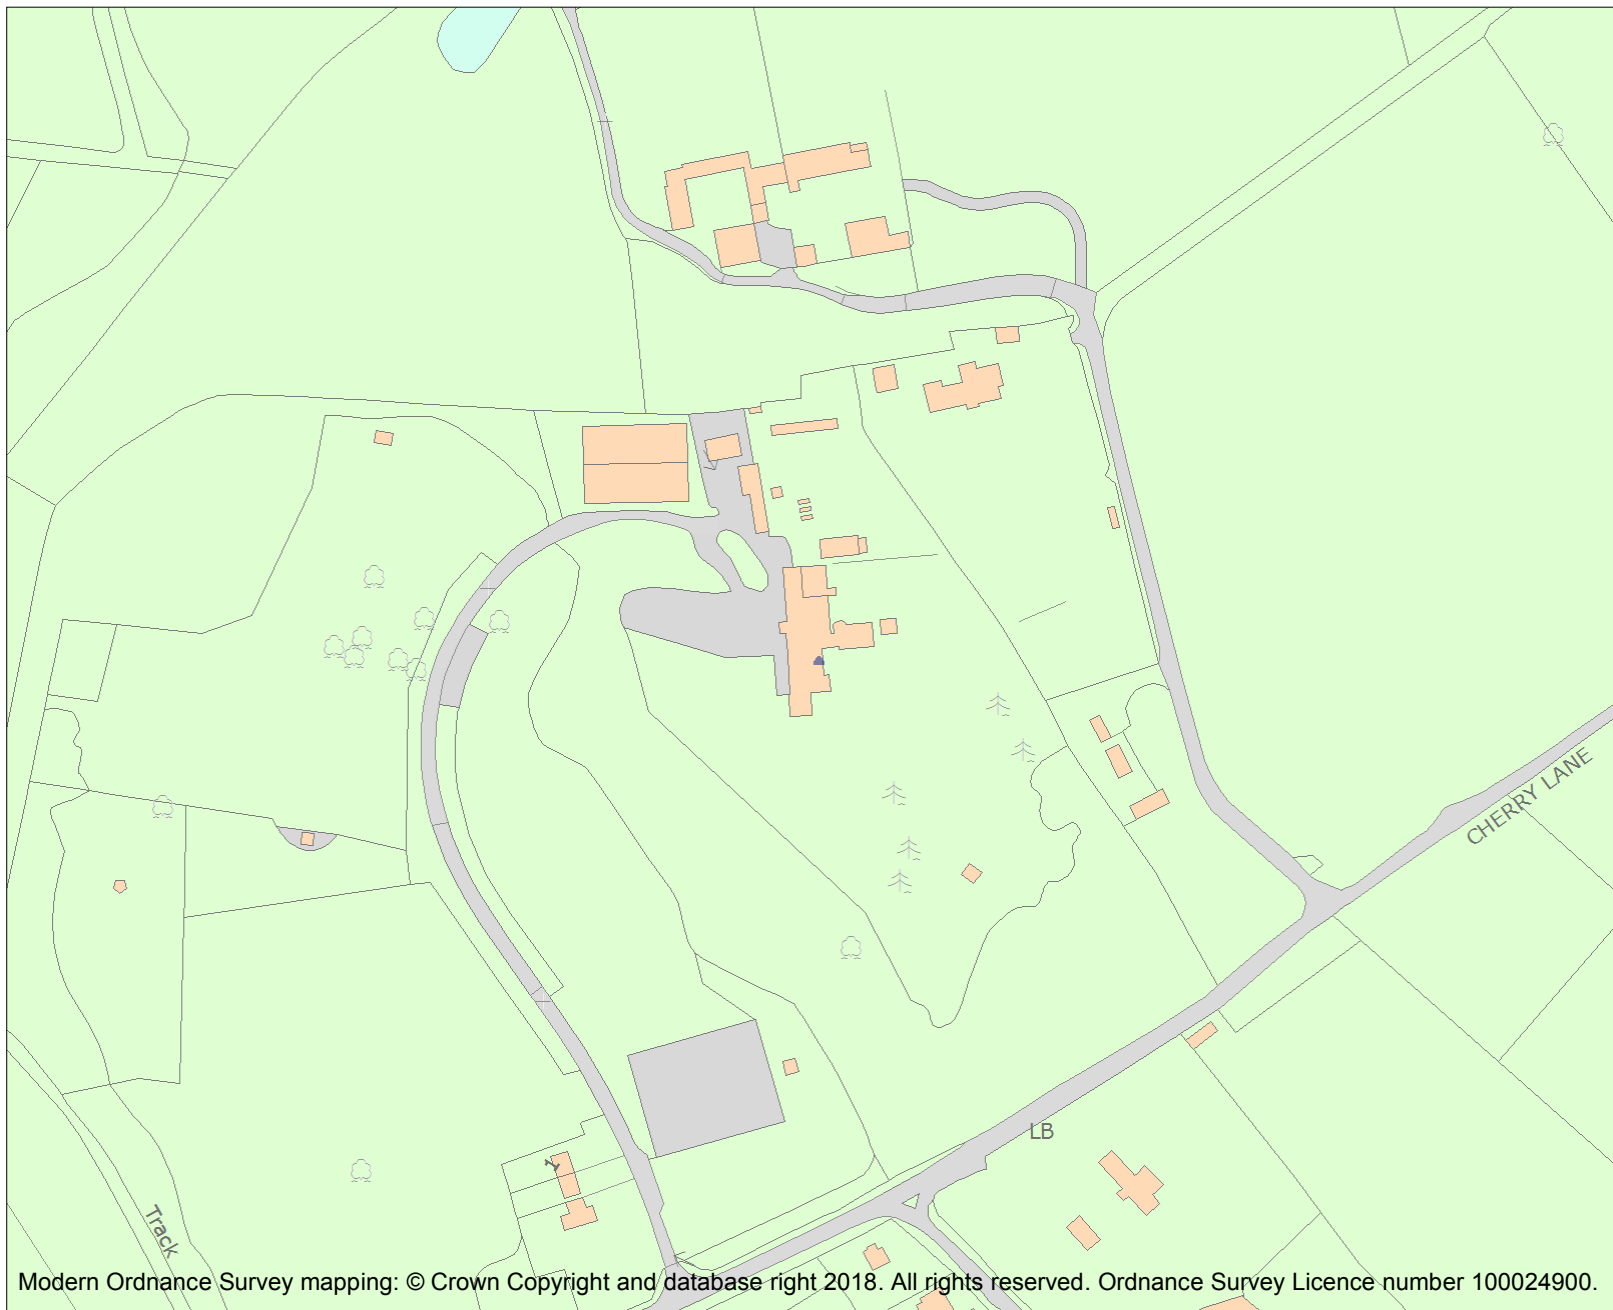 CHERRY LANE
LB
1
Track
Modern Ordnance Survey mapping: © Crown Copyright and database right 2018. All rights reserved. Ordnance Survey Licence number 100024900.